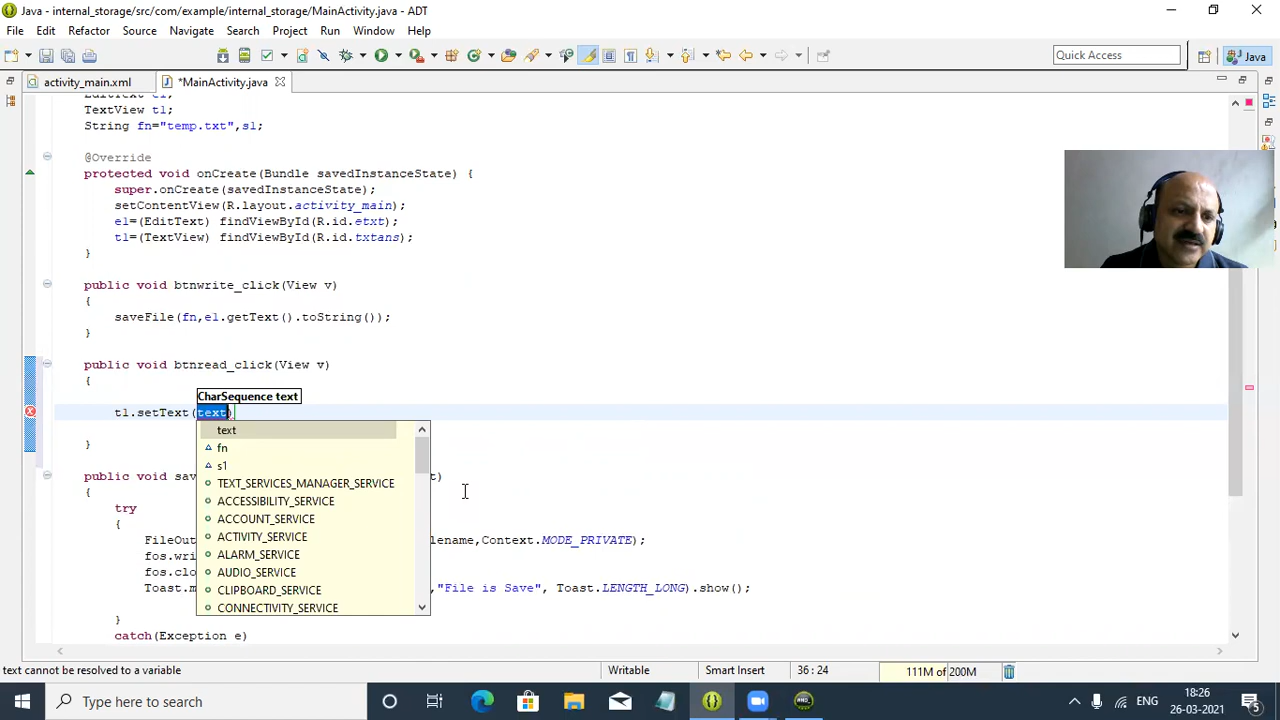 Java - internal_storage/src/com/example/internal_storage/MainActivity.java - ADT
File Edit Refactor Source Navigate Search Project Run Window Help
Quick Access
Java
activity_main.xml
*MainActivity.java
EditText e1;
TextView t1;
String fn="temp.txt",s1;
@Override
protected void onCreate(Bundle savedInstanceState) {
super.onCreate(savedInstanceState);
setContentView(R.layout.activity_main);
e1=(EditText) findViewById(R.id.etxt);
t1=(TextView) findViewById(R.id.txtans);
}
public void btnwrite_click(View v)
{
saveFile(fn,e1.getText().toString());
}
public void btnread_click(View v)
{
CharSequence text
t1.setText(text)
text
fn
s1
TEXT_SERVICES_MANAGER_SERVICE
ACCESSIBILITY_SERVICE
ACCOUNT_SERVICE
ACTIVITY_SERVICE
ALARM_SERVICE
AUDIO_SERVICE
CLIPBOARD_SERVICE
CONNECTIVITY_SERVICE
}
public void sav t)
{
try
{
FileOut lename,Context.MODE_PRIVATE);
fos.wri
fos.clo
Toast.m ,"File is Save", Toast.LENGTH_LONG).show();
}
catch(Exception e)
text cannot be resolved to a variable
Writable
Smart Insert
36 : 24
111M of 200M
Type here to search
ENG
18:26
26-03-2021
5